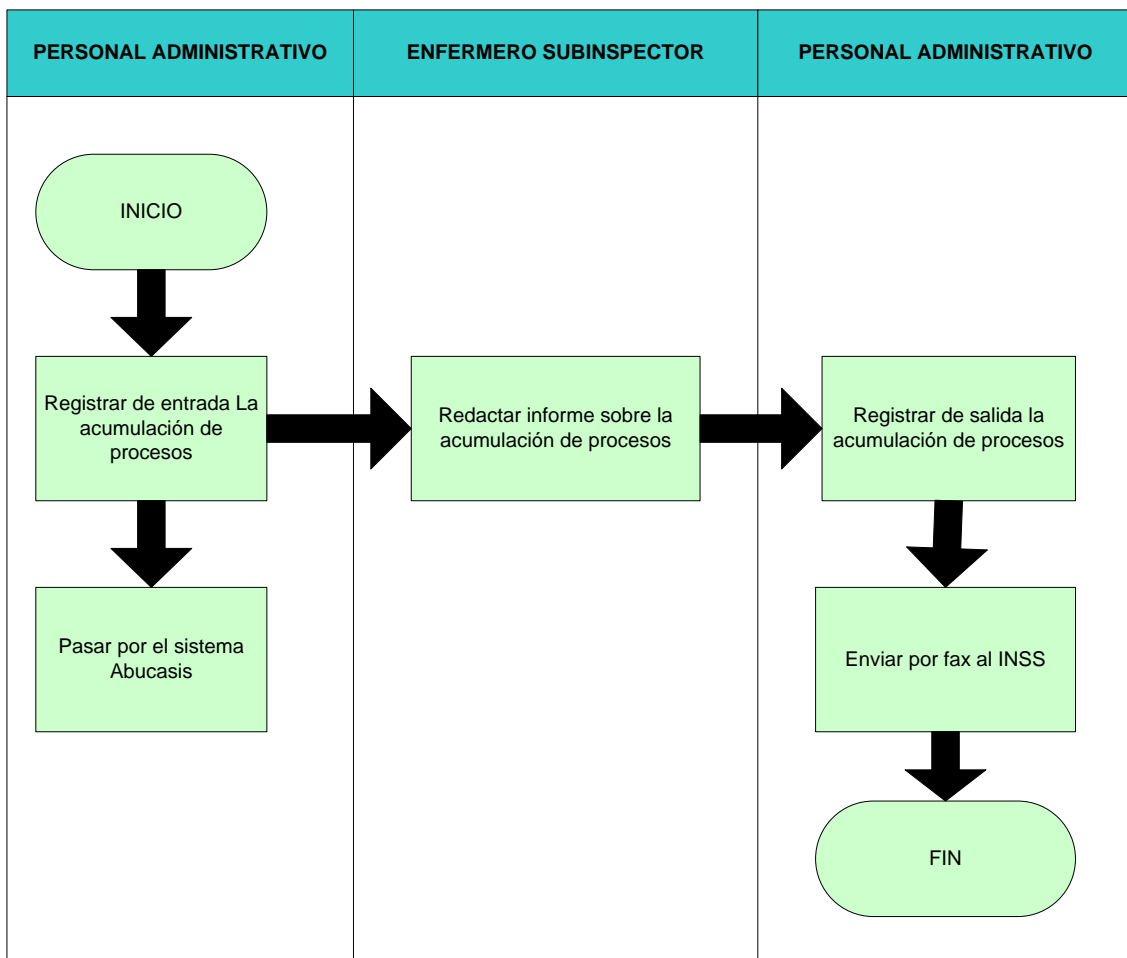 PERSONAL ADMINISTRATIVO
ENFERMERO SUBINSPECTOR
PERSONAL ADMINISTRATIVO
INICIO
Registrar de entrada La
acumulación de
procesos
Redactar informe sobre la
acumulación de procesos
Registrar de salida la
acumulación de procesos
Pasar por el sistema
Abucasis
Enviar por fax al INSS
FIN